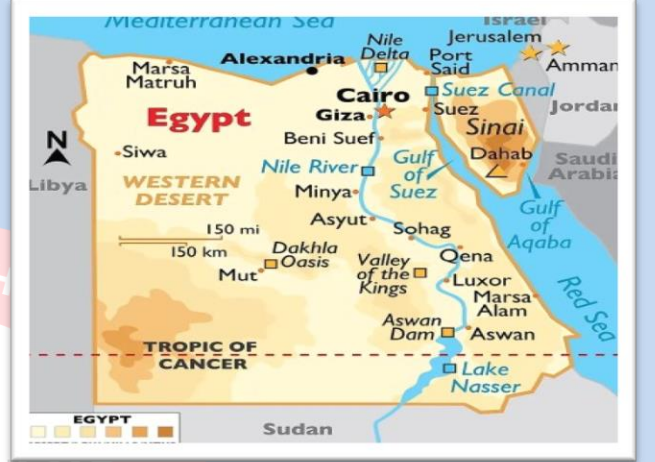 Mediterranean Sea
Israel
Jerusalem
Amman
Nile
Delta
Port
Said
Alexandria
Marsa
Matruh
Suez Canal
Jordan
Cairo
Egypt
Giza
Suez
Sinai
N
Beni Suef
Siwa
Dahab
Saudi
Arabia
Nile River
Gulf
of
Suez
Libya
WESTERN
DESERT
Minya
Gulf
of
Aqaba
Asyut
150 mi
150 km
Sohag
Dakhla
Oasis
Mut
Valley
of the
Kings
Qena
Luxor
Red Sea
Marsa
Alam
Aswan
Dam
Aswan
TROPIC OF
CANCER
Lake
Nasser
EGYPT
Sudan